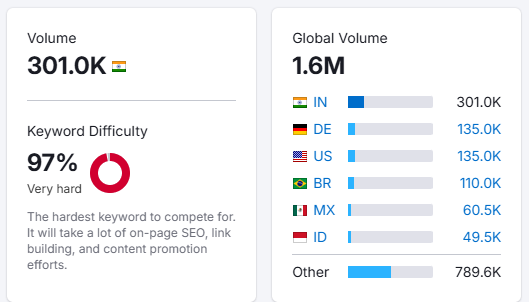 Volume
301.0K
Keyword Difficulty
97%
Very hard
The hardest keyword to compete for.
It will take a lot of on-page SEO, link
building, and content promotion
efforts.
Global Volume
1.6M
IN 301.0K
DE 135.0K
US 135.0K
BR 110.0K
MX 60.5K
ID 49.5K
Other 789.6K